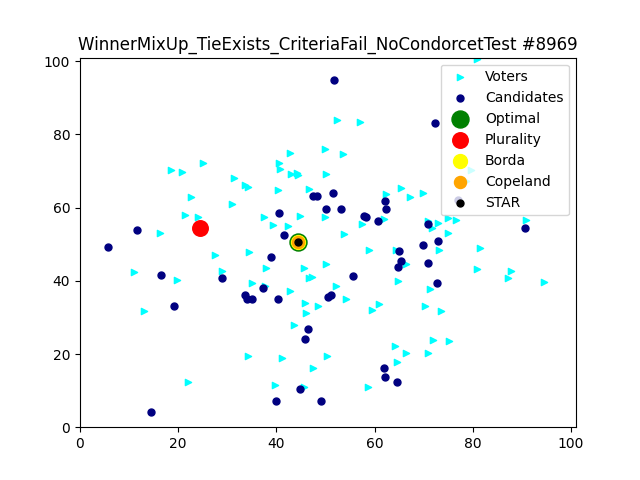 WinnerMixUp_TieExists_CriteriaFail_NoCondorcetTest #8969
100
80
60
40
20
0
0 20 40 60 80 100
Voters
Candidates
Optimal
Plurality
Borda
Copeland
STAR